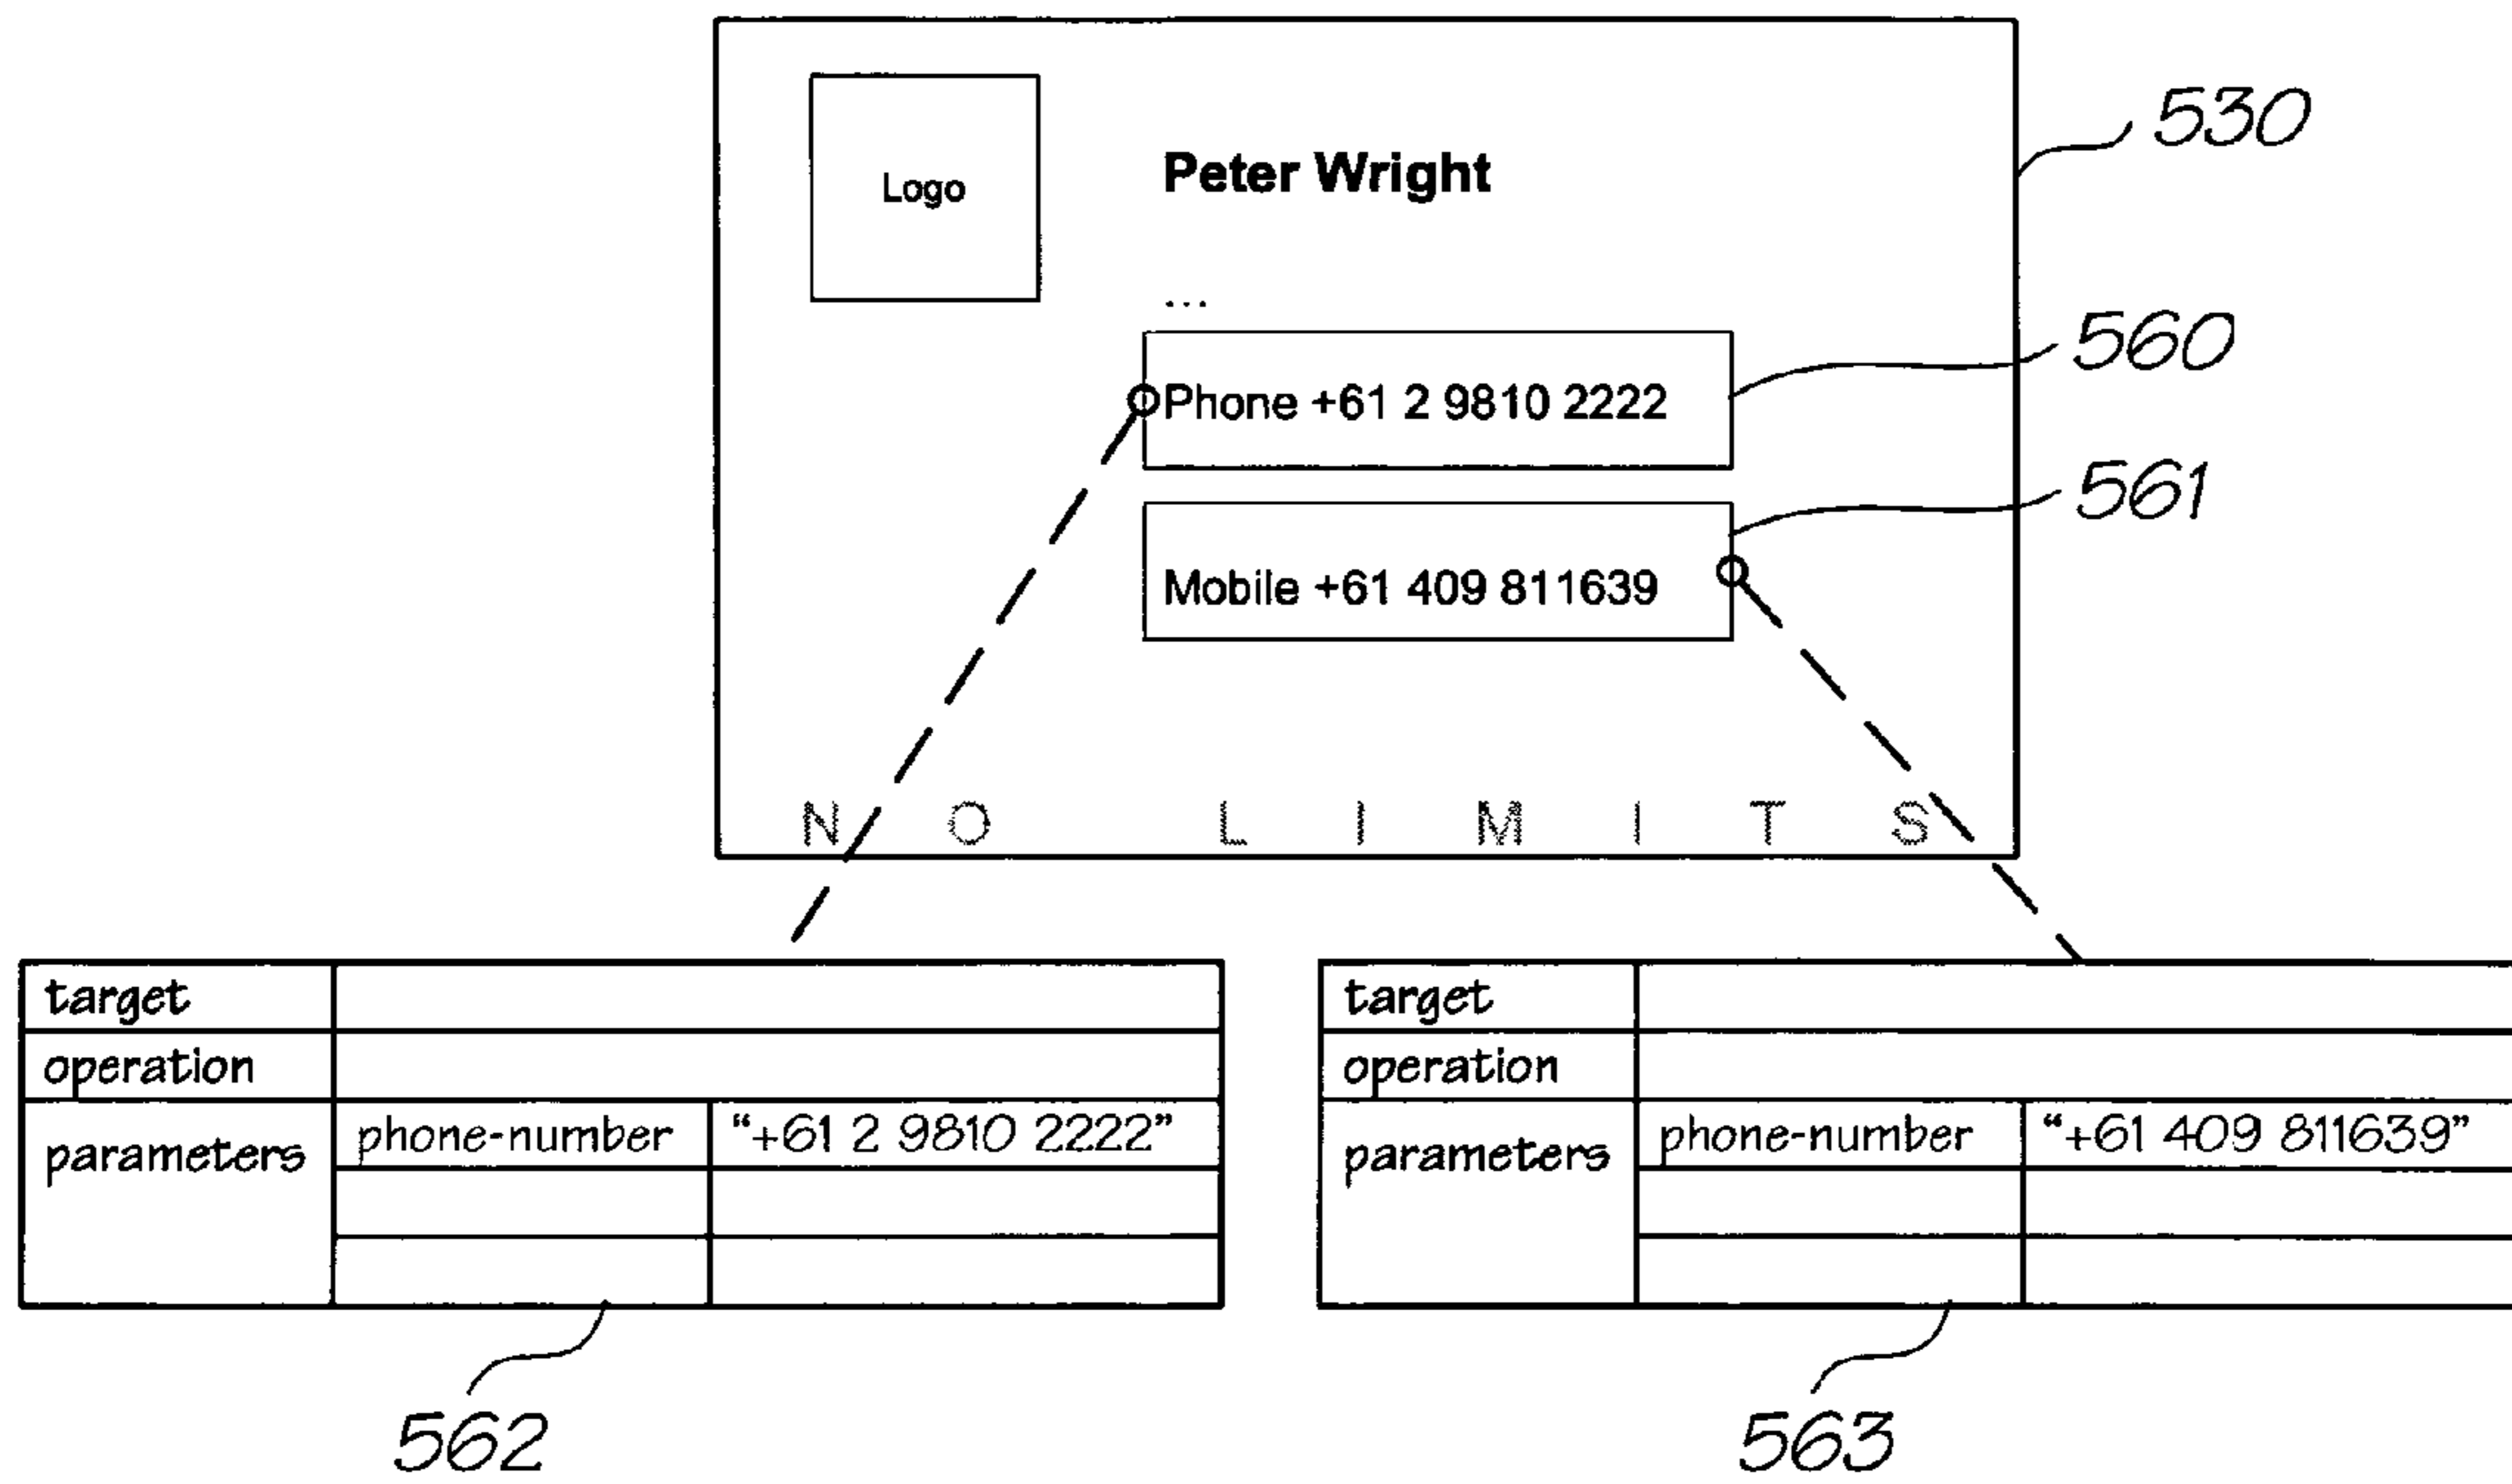 530
Logo
Peter Wright
...
560
Phone +61 2 9810 2222
561
Mobile +61 409 811639
N O L I M I T S
target
operation
parameters phone-number “+61 2 9810 2222”
562
target
operation
parameters phone-number “+61 409 811639”
563